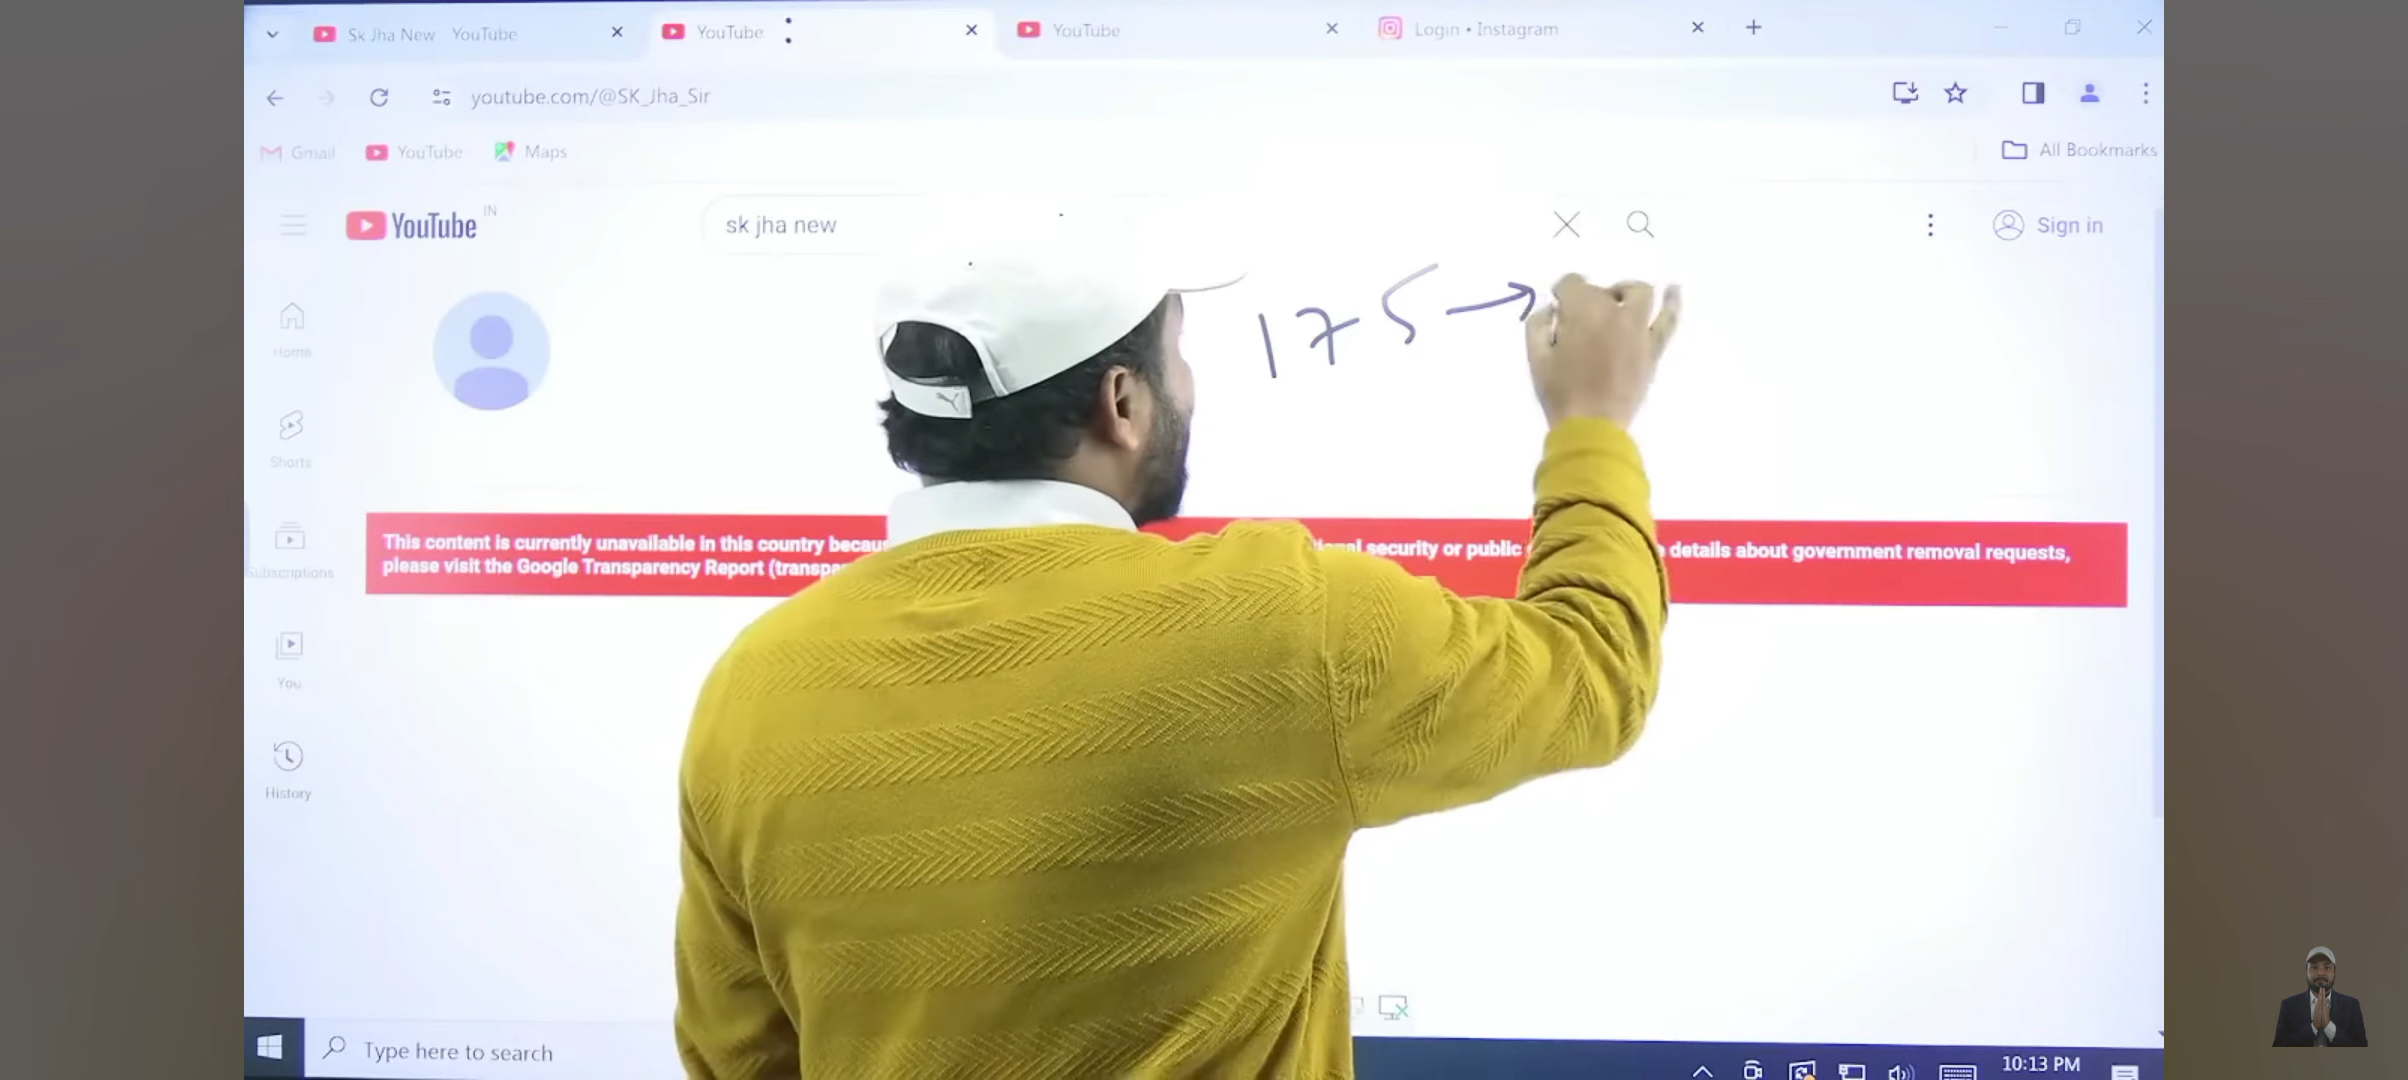 Sk Jha New YouTube
YouTube
YouTube
Login • Instagram
youtube.com/@SK_Jha_Sir
Gmail
YouTube
Maps
All Bookmarks
YouTube IN
sk jha new
Sign in
175→
Home
Shorts
Subscriptions
You
History
This content is currently unavailable in this country security or public details about government removal requests,
please visit the Google Transparency Report
Type here to search
10:13 PM